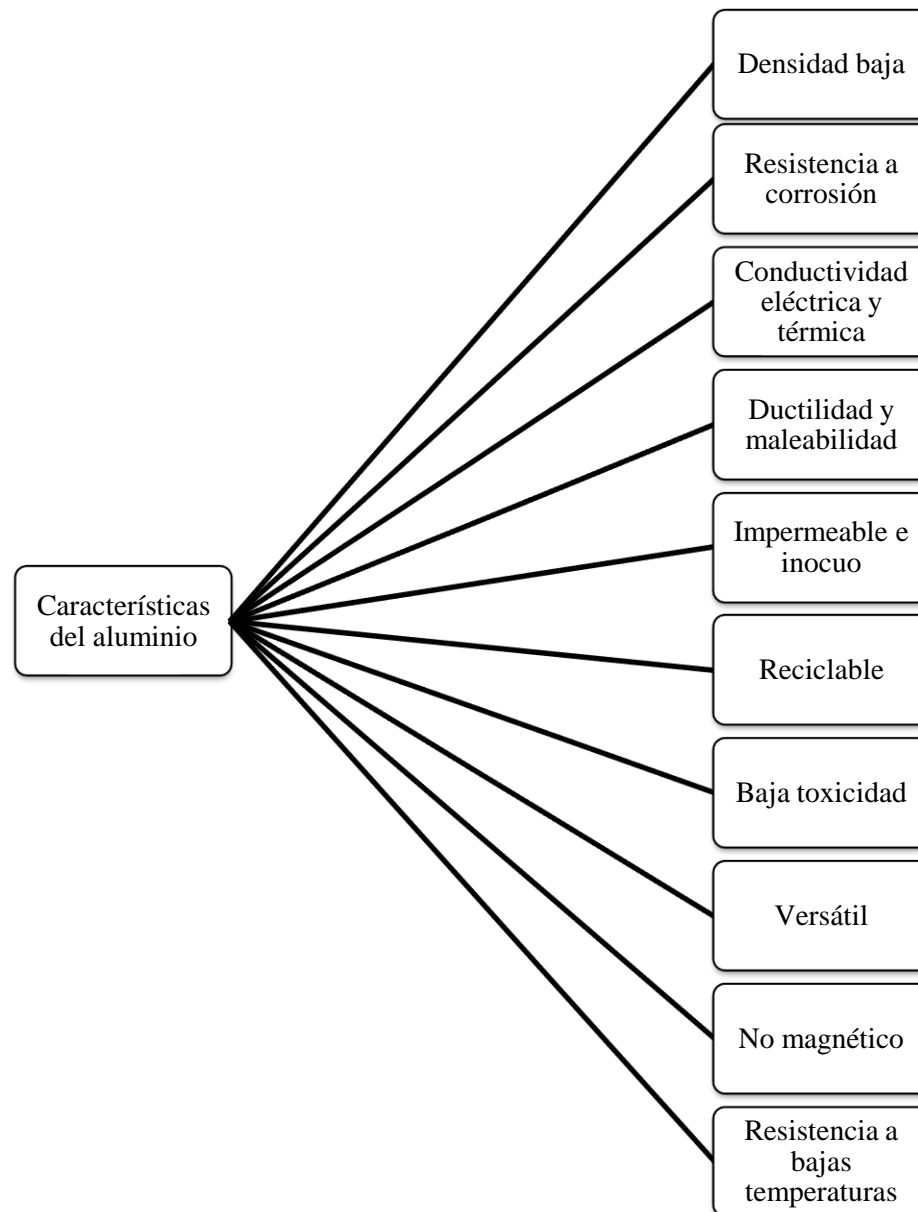 Densidad baja
Resistencia a
corrosión
Conductividad
eléctrica y
térmica
Ductilidad y
maleabilidad
Impermeable e
inocuo
Caracterísíticas
del aluminio
Reciclable
Baja toxicidad
Versátil
No magnético
Resistencia a
bajas
temperaturas